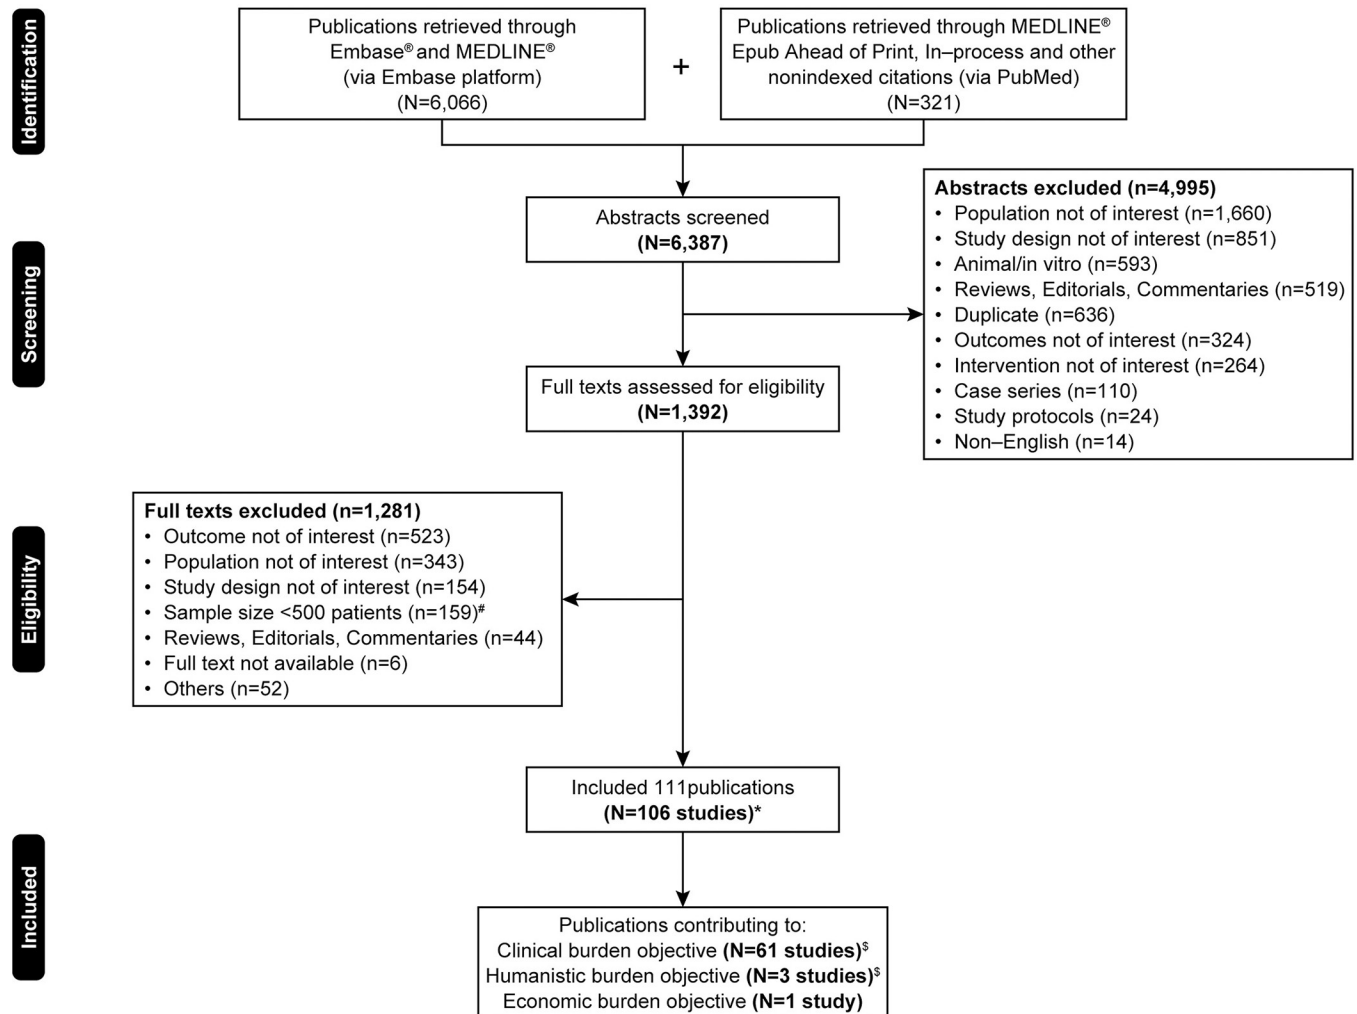 Identification
Publications retrieved through
Embase® and MEDLINE®
(via Embase platform)
(N=6,066)
+
Publications retrieved through MEDLINE®
Epub Ahead of Print, In–process and other
nonindexed citations (via PubMed)
(N=321)
Screening
Abstracts screened
(N=6,387)
Abstracts excluded (n=4,995)
• Population not of interest (n=1,660)
• Study design not of interest (n=851)
• Animal/in vitro (n=593)
• Reviews, Editorials, Commentaries (n=519)
• Duplicate (n=636)
• Outcomes not of interest (n=324)
• Intervention not of interest (n=264)
• Case series (n=110)
• Study protocols (n=24)
• Non–English (n=14)
Full texts assessed for eligibility
(N=1,392)
Eligibility
Full texts excluded (n=1,281)
• Outcome not of interest (n=523)
• Population not of interest (n=343)
• Study design not of interest (n=154)
• Sample size <500 patients (n=159)#
• Reviews, Editorials, Commentaries (n=44)
• Full text not available (n=6)
• Others (n=52)
Included
Included 111publications
(N=106 studies)*
Publications contributing to:
Clinical burden objective (N=61 studies)$
Humanistic burden objective (N=3 studies)$
Economic burden objective (N=1 study)